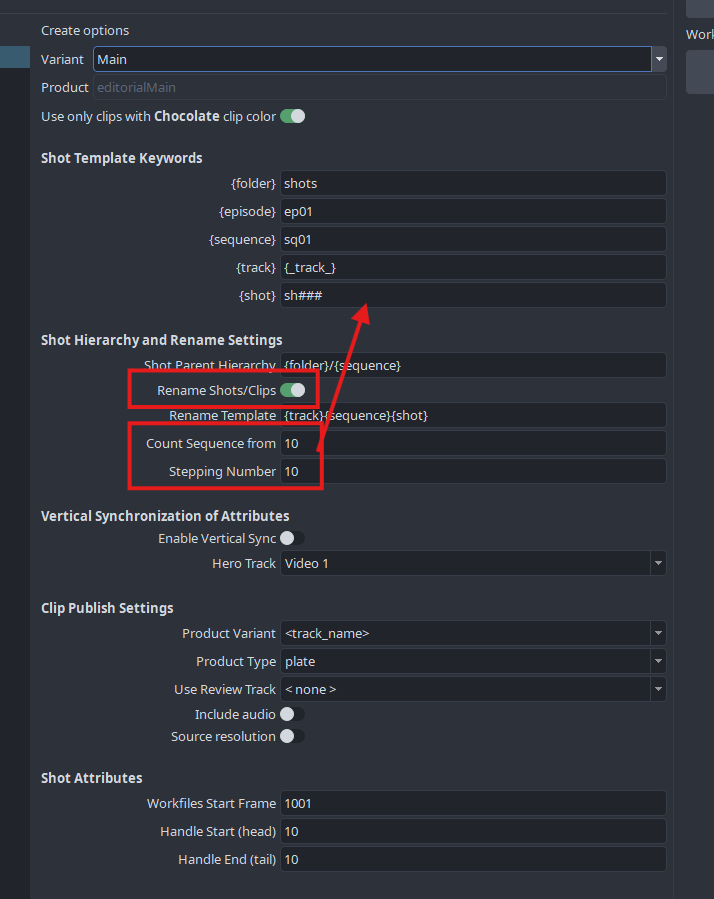 Create options
Work
Variant Main
Product editorialMain
Use only clips with Chocolate clip color
Shot Template Keywords
{folder} shots
{episode} ep01
{sequence} sq01
{track} {_track_}
{shot} sh###
Shot Hierarchy and Rename Settings
Shot Parent Hierarchy {folder}/{sequence}
Rename Shots/Clips
Rename Template {track}{sequence}{shot}
Count Sequence from 10
Stepping Number 10
Vertical Synchronization of Attributes
Enable Vertical Sync
Hero Track Video 1
Clip Publish Settings
Product Variant <track_name>
Product Type plate
Use Review Track < none >
Include audio
Source resolution
Shot Attributes
Workfiles Start Frame 1001
Handle Start (head) 10
Handle End (tail) 10